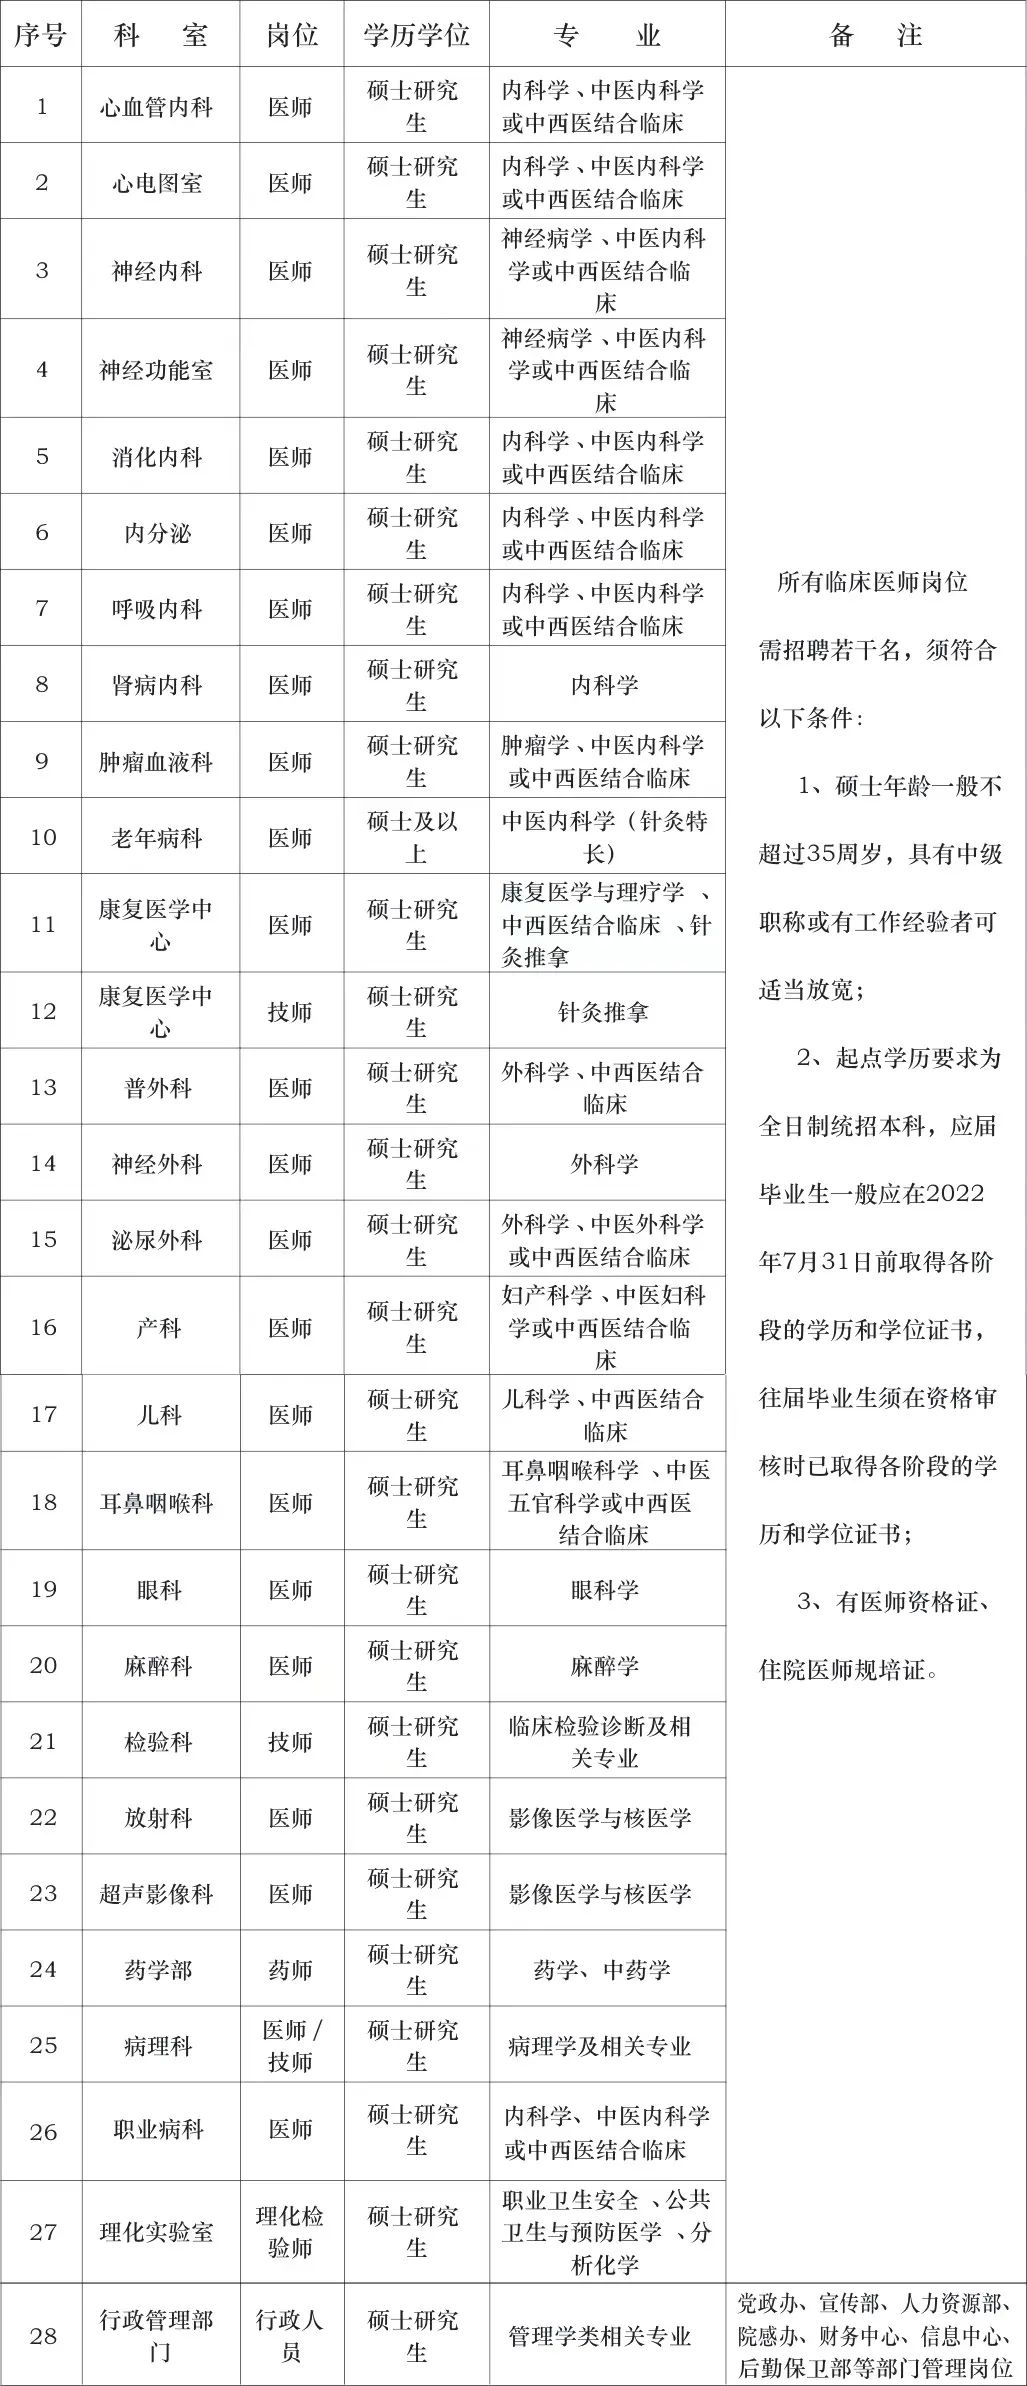 序号 科 室 岗位 学历学位 专 业 备 注
1 心血管内科 医师 硕士研究生 内科学、中医内科学或中西医结合临床
2 心电图室 医师 硕士研究生 内科学、中医内科学或中西医结合临床
3 神经内科 医师 硕士研究生 神经病学、中医内科学或中西医结合临床
4 神经功能室 医师 硕士研究生 神经病学、中医内科学或中西医结合临床
5 消化内科 医师 硕士研究生 内科学、中医内科学或中西医结合临床
6 内分泌 医师 硕士研究生 内科学、中医内科学或中西医结合临床
7 呼吸内科 医师 硕士研究生 内科学、中医内科学或中西医结合临床
8 肾病内科 医师 硕士研究生 内科学
9 肿瘤血液科 医师 硕士研究生 肿瘤学、中医内科学或中西医结合临床
10 老年病科 医师 硕士及以上 中医内科学（针灸特长）
11 康复医学中心 医师 硕士研究生 康复医学与理疗学、中西医结合临床、针灸推拿
12 康复医学中心 技师 硕士研究生 针灸推拿
13 普外科 医师 硕士研究生 外科学、中西医结合临床
14 神经外科 医师 硕士研究生 外科学
15 泌尿外科 医师 硕士研究生 外科学、中医外科学或中西医结合临床
16 产科 医师 硕士研究生 妇产科学、中医妇科学或中西医结合临床
17 儿科 医师 硕士研究生 儿科学、中西医结合临床
18 耳鼻咽喉科 医师 硕士研究生 耳鼻咽喉科学、中医五官科学或中西医结合临床
19 眼科 医师 硕士研究生 眼科学
20 麻醉科 医师 硕士研究生 麻醉学
21 检验科 技师 硕士研究生 临床检验诊断及相关专业
22 放射科 医师 硕士研究生 影像医学与核医学
23 超声影像科 医师 硕士研究生 影像医学与核医学
24 药学部 药师 硕士研究生 药学、中药学
25 病理科 医师/技师 硕士研究生 病理学及相关专业
26 职业病科 医师 硕士研究生 内科学、中医内科学或中西医结合临床
27 理化实验室 理化检验师 硕士研究生 职业卫生安全、公共卫生与预防医学、分析化学
所有临床医师岗位
需招聘若干名，须符合
以下条件：
1、硕士年龄一般不
超过35周岁，具有中级
职称或有工作经验者可
适当放宽；
2、起点学历要求为
全日制统招本科，应届
毕业生一般应在2022
年7月31日前取得各阶
段的学历和学位证书，
往届毕业生须在资格审
核时已取得各阶段的学
历和学位证书；
3、有医师资格证、
住院医师规培证。
28 行政管理部门 行政人员 硕士研究生 管理学类相关专业 党政办、宣传部、人力资源部、院感办、财务中心、信息中心、后勤保卫部等部门管理岗位